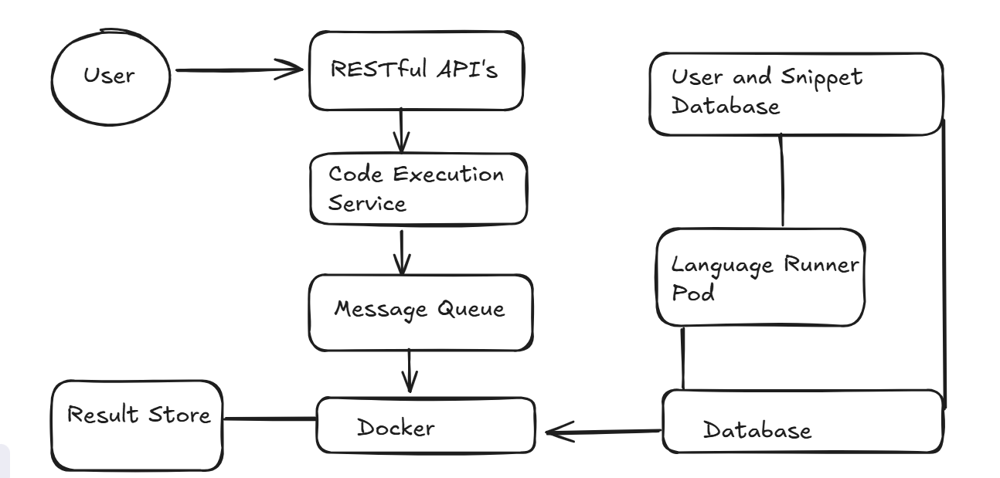 User
RESTful API's
User and Snippet
Database
Code Execution
Service
Language Runner
Pod
Message Queue
Result Store
Docker
Database